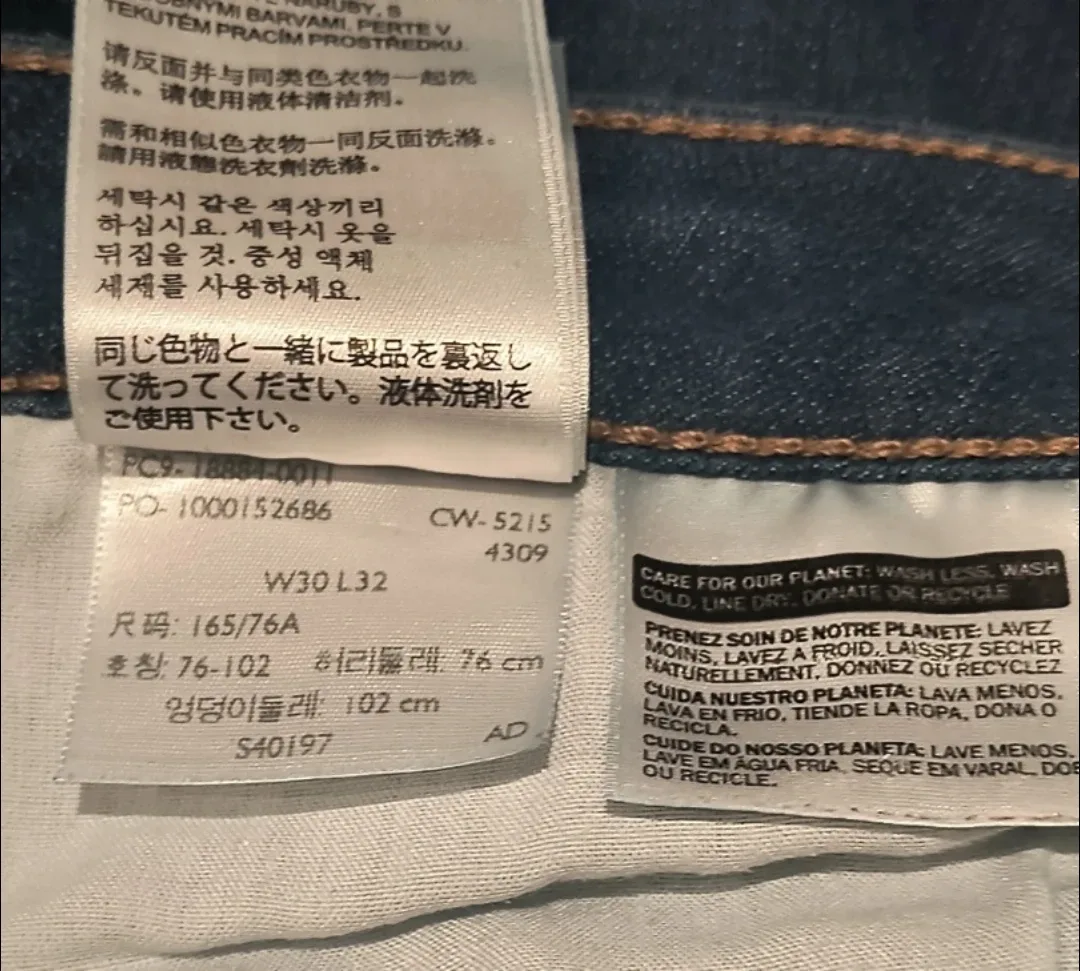 NARUBY, S
BARVAMI. PERTE V
TEKUTÉM PRACÍM PROSTŘEDKU.
请反面并与同类色衣物一起洗
涤。请使用液体清洁剂。
需和相似色衣物一同反面洗滌。
請用液態洗衣劑洗滌。
세탁시 같은 색상끼리
하십시요. 세탁시 옷을
뒤집을 것. 중성 액체
세제를 사용하세요.
同じ色物と一緒に製品を裏返し
て洗ってください。液体洗剤を
ご使用下さい。
PC9- 18884-0011
PO- 1000152686
CW- 5215
4309
W30 L32
尺码: 165/76A
호칭: 76-102 허리둘레: 76 cm
엉덩이둘레: 102 cm
S40197
AD
CARE FOR OUR PLANET: WASH LESS, WASH
COLD, LINE DRY, DONATE OR RECYCLE
PRENEZ SOIN DE NOTRE PLANETE: LAVEZ
MOINS, LAVEZ A FROID, LAISSEZ SECHER
NATURELLEMENT, DONNEZ OU RECYCLEZ
CUIDA NUESTRO PLANETA: LAVA MENOS,
LAVA EN FRIO, TIENDE LA ROPA, DONA O
RECICLA.
CUIDE DO NOSSO PLANETA: LAVE MENOS,
LAVE EM ÁGUA FRIA, SEQUE EM VARAL, DOE
OU RECICLE.